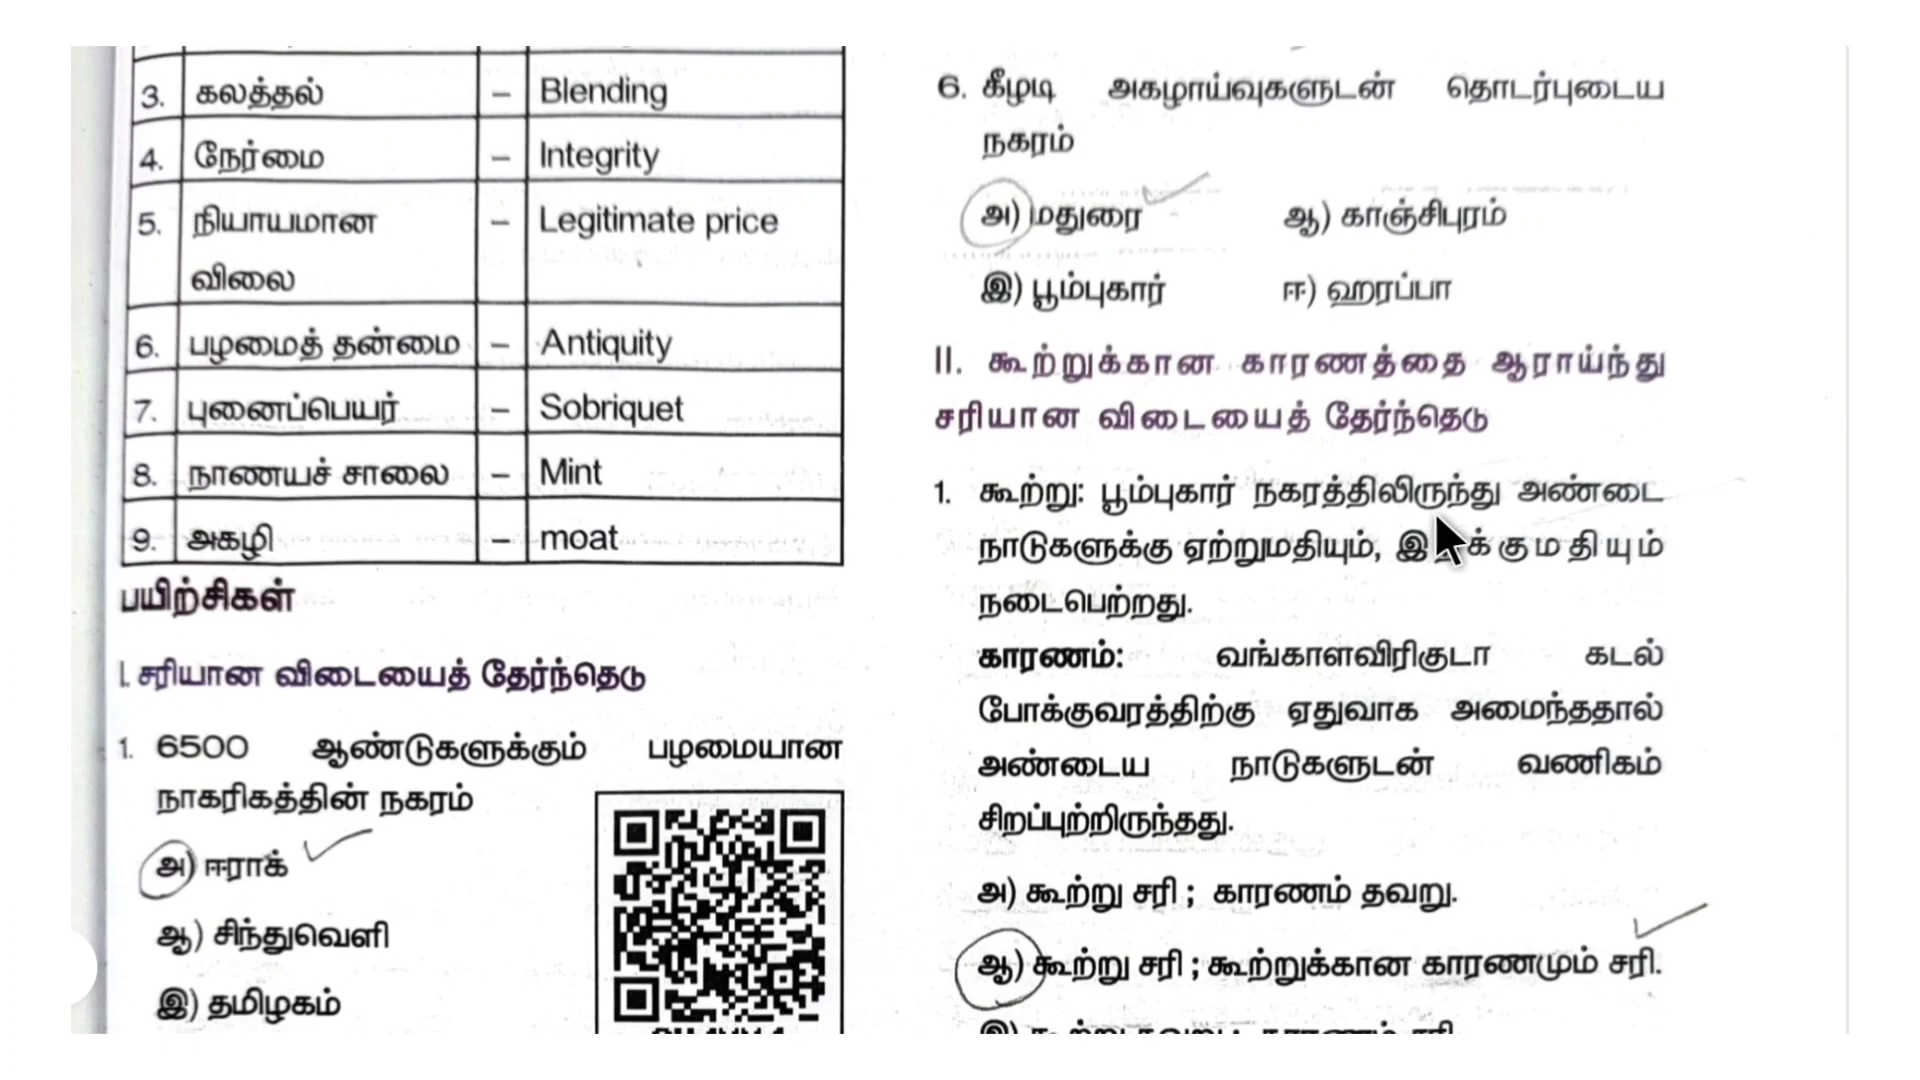 3. கலத்தல் – Blending
4. நேர்மை – Integrity
5. நியாயமான – Legitimate price
விலை
6. பழமைத் தன்மை – Antiquity
7. புனைப்பெயர் – Sobriquet
8. நாணயச் சாலை – Mint
9. அகழி – moat
பயிற்சிகள்
I. சரியான விடையைத் தேர்ந்தெடு
1. 6500 ஆண்டுகளுக்கும் பழமையான
நாகரிகத்தின் நகரம்
அ) ஈராக்
ஆ) சிந்துவெளி
இ) தமிழகம்
6. கீழடி அகழாய்வுகளுடன் தொடர்புடைய
நகரம்
அ) மதுரை ஆ) காஞ்சிபுரம்
இ) பூம்புகார் ஈ) ஹரப்பா
II. கூற்றுக்கான காரணத்தை ஆராய்ந்து
சரியான விடையைத் தேர்ந்தெடு
1. கூற்று: பூம்புகார் நகரத்திலிருந்து அண்டை
நாடுகளுக்கு ஏற்றுமதியும்,
நடைபெற்றது.
காரணம்: வங்காளவிரிகுடா கடல்
போக்குவரத்திற்கு ஏதுவாக அமைந்ததால்
அண்டைய நாடுகளுடன் வணிகம்
சிறப்புற்றிருந்தது.
அ) கூற்று சரி ; காரணம் தவறு.
ஆ) கூற்று சரி ; கூற்றுக்கான காரணமும் சரி.